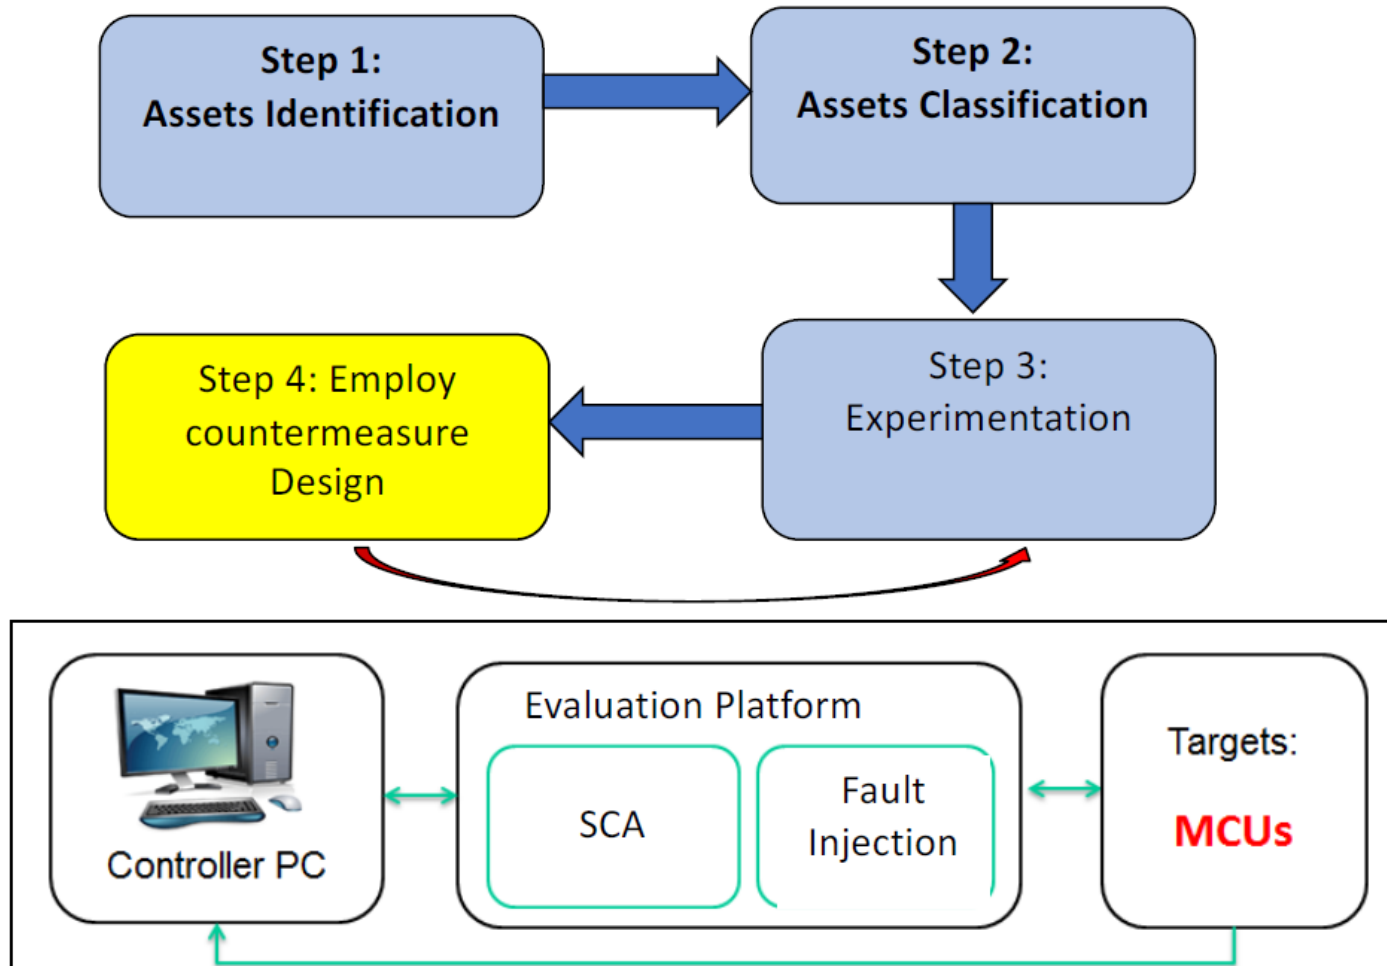 Step 1:
Assets Identification
Step 2:
Assets Classification
Step 3:
Experimentation
Step 4: Employ
countermeasure
Design
Controller PC
Evaluation Platform
SCA
Fault
Injection
Targets:
MCUs